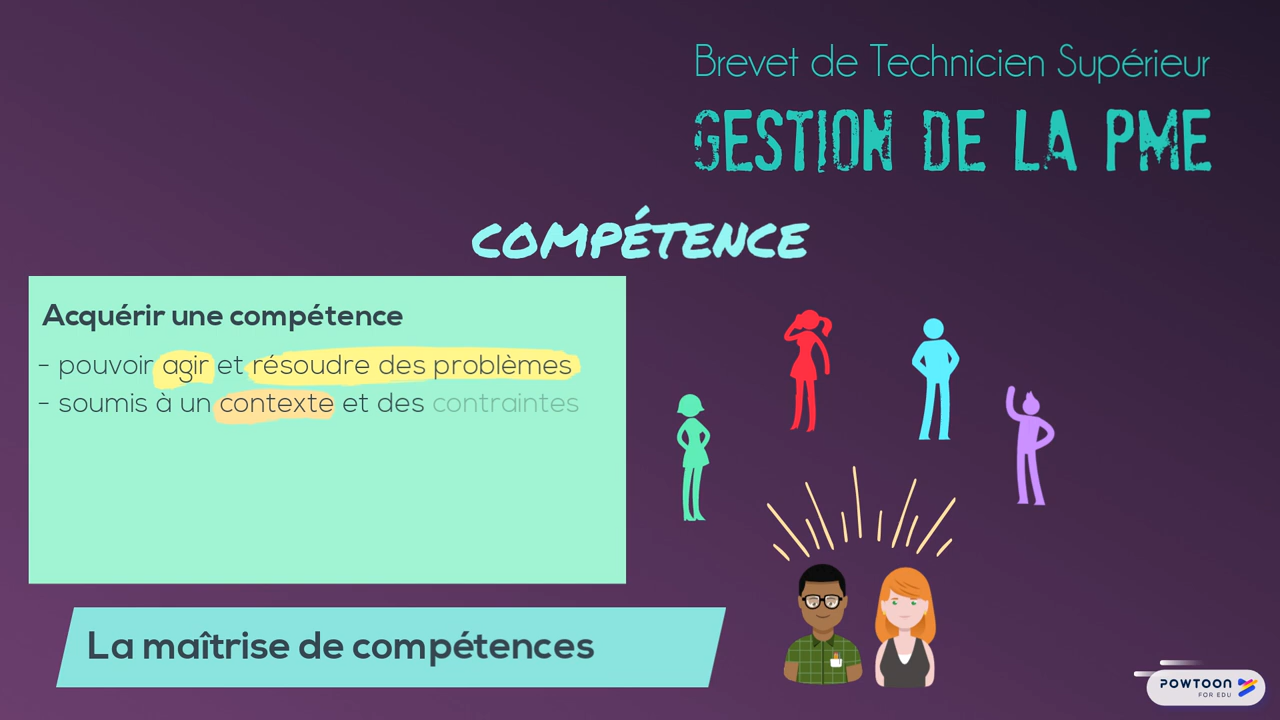 Brevet de Technicien Supérieur
GESTION DE LA PME
COMPÉTENCE
Acquérir une compétence
- pouvoir agir et résoudre des problèmes
- soumis à un contexte et des contraintes
La maîtrise de compétences
POWTOON
FOR EDU